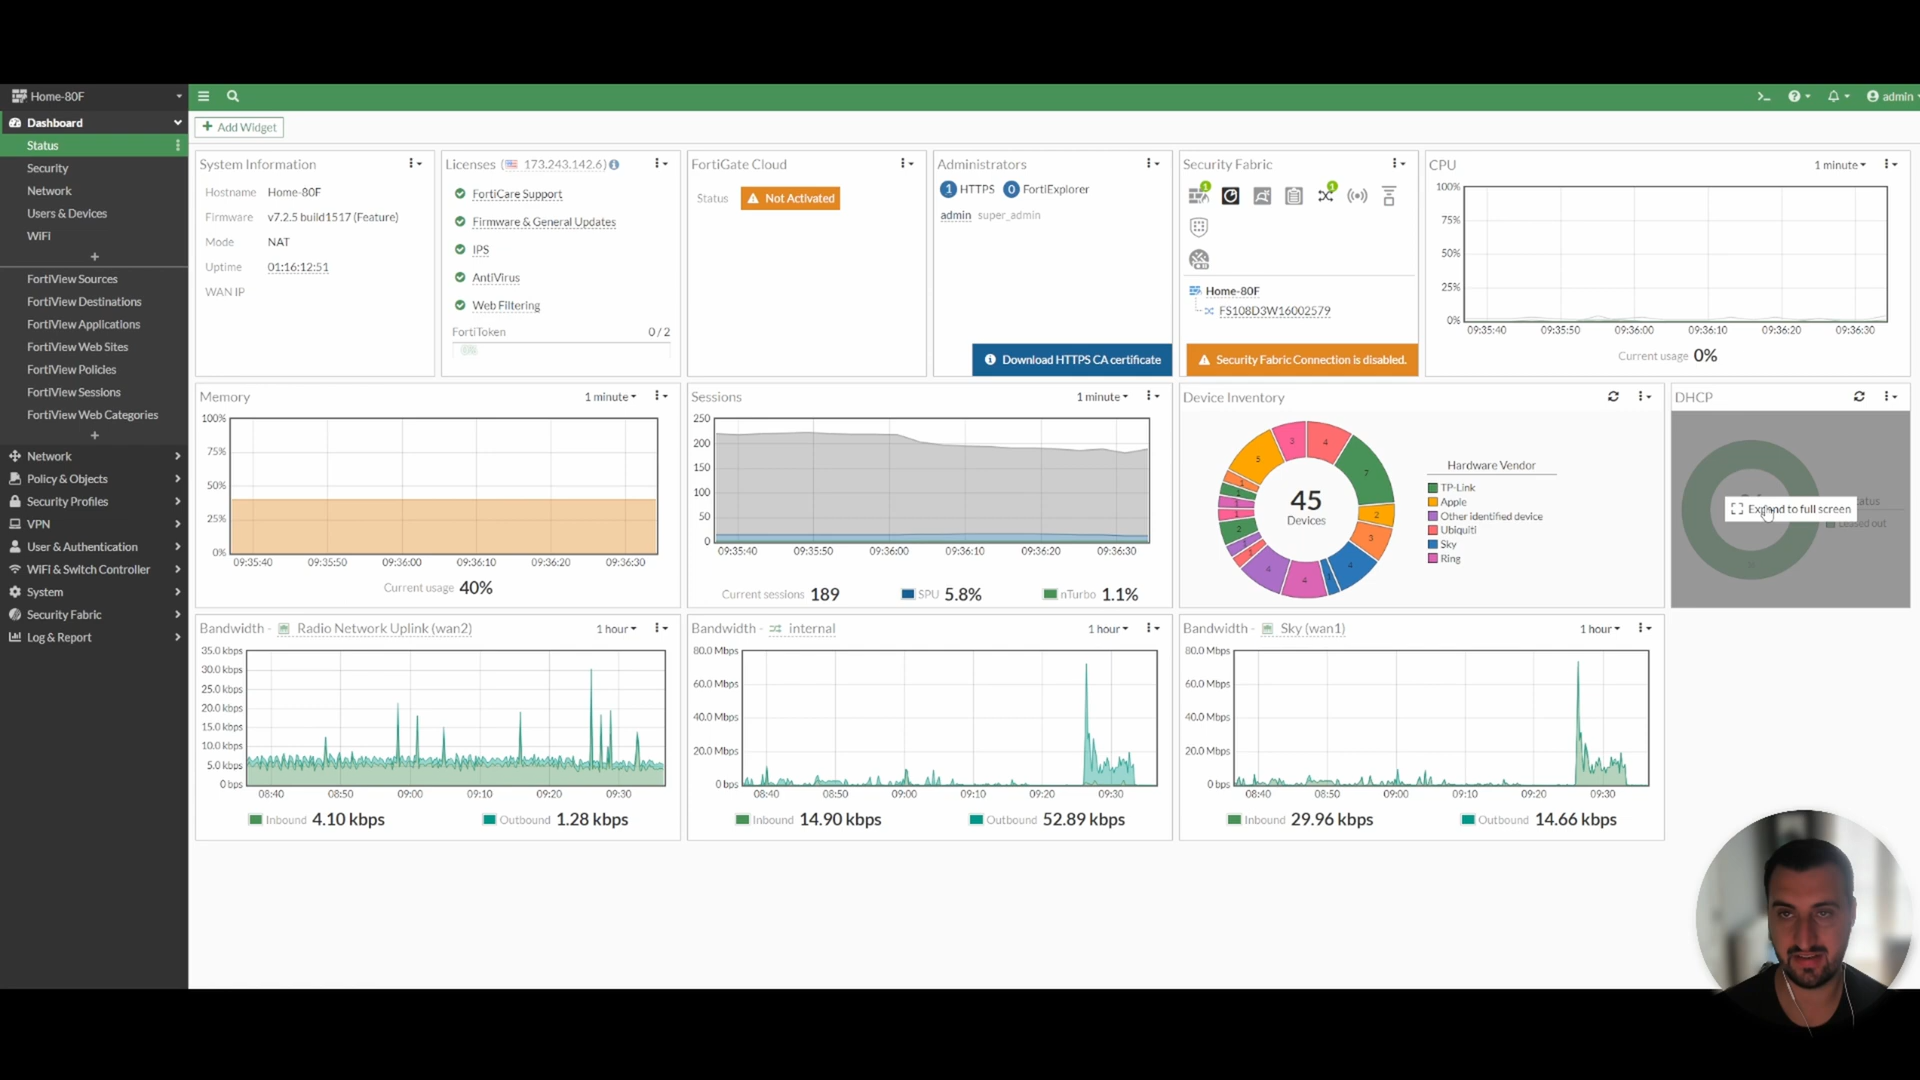 Home-80F
admin
Dashboard
Status
Security
Network
Users & Devices
WiFi
FortiView Sources
FortiView Destinations
FortiView Applications
FortiView Web Sites
FortiView Policies
FortiView Sessions
FortiView Web Categories
Network
Policy & Objects
Security Profiles
VPN
User & Authentication
WiFi & Switch Controller
System
Security Fabric
Log & Report
+ Add Widget
System Information
Hostname Home-80F
Firmware v7.2.5 build1517 (Feature)
Mode NAT
Uptime 01:16:12:51
WAN IP
Licenses (173.243.142.6)
FortiCare Support
Firmware & General Updates
IPS
AntiVirus
Web Filtering
FortiToken 0 / 2
FortiGate Cloud
Status Not Activated
Administrators
1 HTTPS 0 FortiExplorer
admin super_admin
Download HTTPS CA certificate
Security Fabric
1 1
Home-80F
FS108D3W16002579
Security Fabric Connection is disabled.
CPU 1 minute
100%
75%
50%
25%
0%
09:35:40 09:35:50 09:36:00 09:36:10 09:36:20 09:36:30
Current usage 0%
Memory 1 minute
100%
75%
50%
25%
0%
09:35:40 09:35:50 09:36:00 09:36:10 09:36:20 09:36:30
Current usage 40%
Sessions 1 minute
250
200
150
100
50
0
09:35:40 09:35:50 09:36:00 09:36:10 09:36:20 09:36:30
Current sessions 189 SPU 5.8% nTurbo 1.1%
Device Inventory
45
Devices
3 4 7 2 3 4 4 4 2 5
Hardware Vendor
TP-Link
Apple
Other identified device
Ubiquiti
Sky
Ring
DHCP
Expand to full screen
Bandwidth - Radio Network Uplink (wan2) 1 hour
35.0 kbps
30.0 kbps
25.0 kbps
20.0 kbps
15.0 kbps
10.0 kbps
5.0 kbps
0 bps
08:40 08:50 09:00 09:10 09:20 09:30
Inbound 4.10 kbps Outbound 1.28 kbps
Bandwidth - internal 1 hour
80.0 Mbps
60.0 Mbps
40.0 Mbps
20.0 Mbps
0 bps
08:40 08:50 09:00 09:10 09:20 09:30
Inbound 14.90 kbps Outbound 52.89 kbps
Bandwidth - Sky (wan1) 1 hour
80.0 Mbps
60.0 Mbps
40.0 Mbps
20.0 Mbps
0 bps
08:40 08:50 09:00 09:10 09:20 09:30
Inbound 29.96 kbps Outbound 14.66 kbps